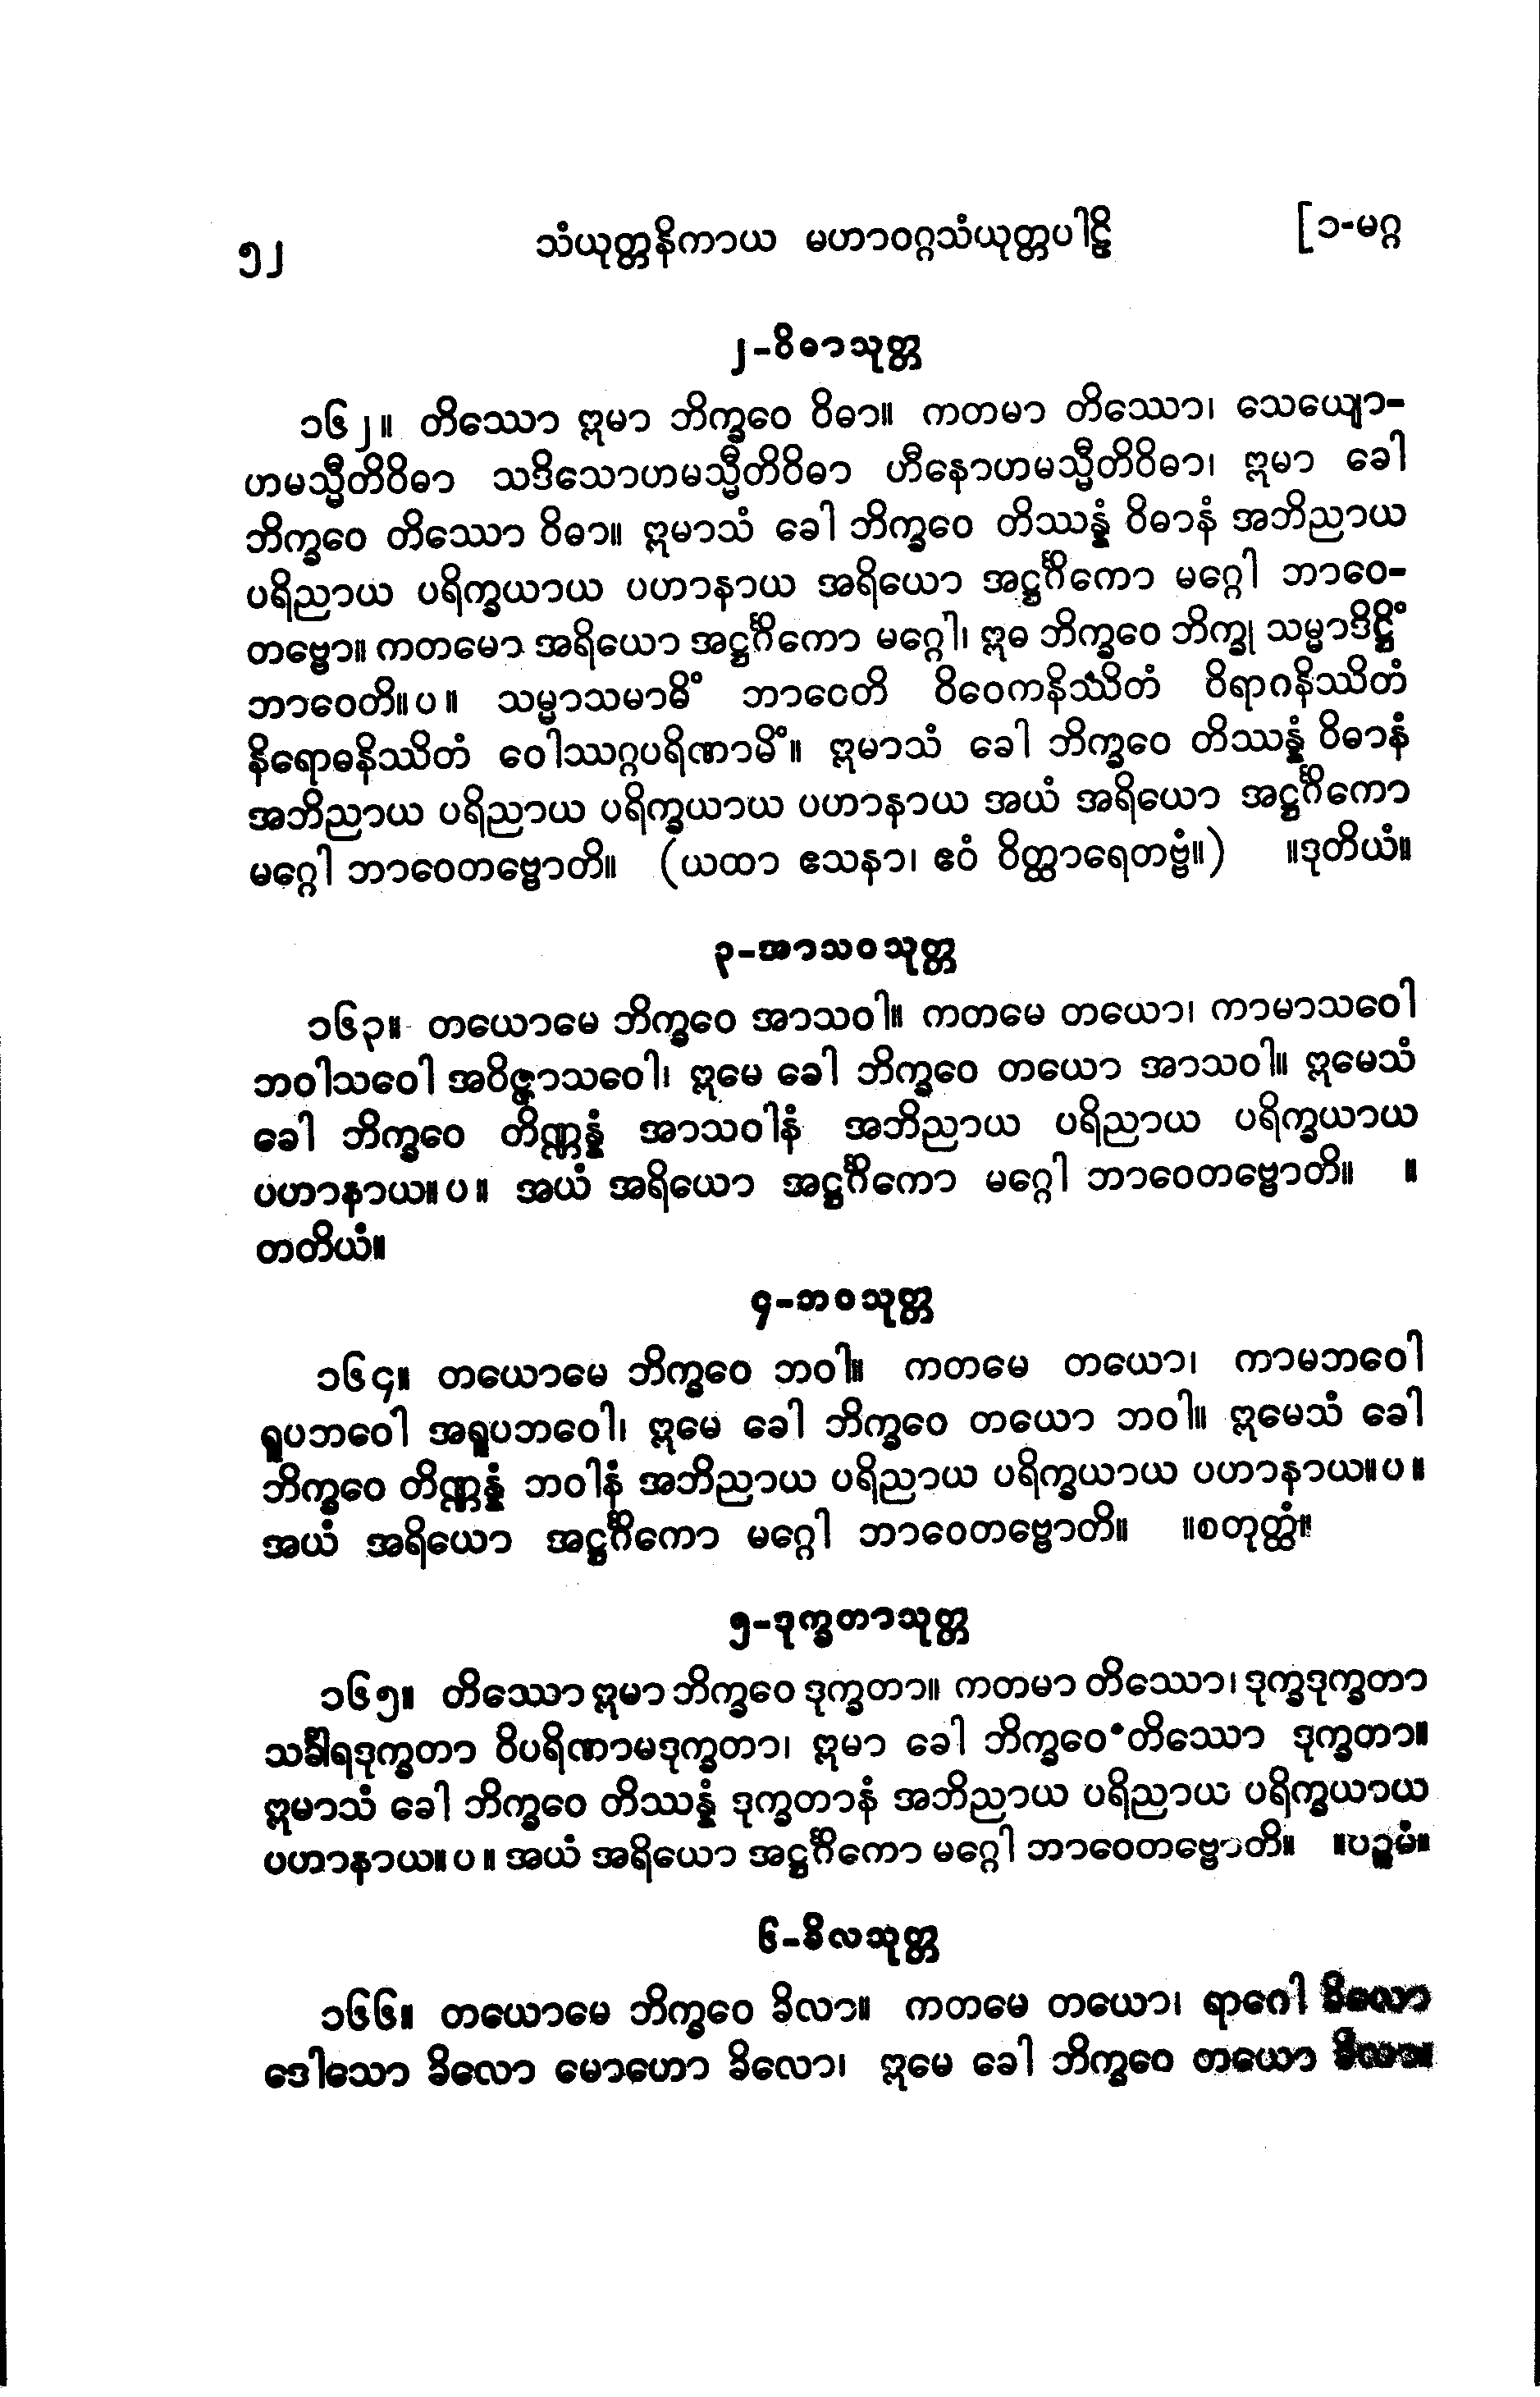 ၅၂ သံယုတ္တနိကာယ မဟာဝဂ္ဂသံယုတ္တပါဠိ [၁-မဂ္ဂ
၂-ဝိဓာသုတ္တ
၁၆၂။ တိဿော ဣမာ ဘိက္ခဝေ ဝိဓာ။ ကတမာ တိဿော၊ သေယျော-
ဟမသ္မီတိဝိဓာ သဒိသောဟမသ္မီတိဝိဓာ ဟီနောဟမသ္မီတိဝိဓာ၊ ဣမာ ခေါ
ဘိက္ခဝေ တိဿော ဝိဓာ။ ဣမာသံ ခေါ ဘိက္ခဝေ တိဿန္နံ ဝိဓာနံ အဘိညာယ
ပရိညာယ ပရိက္ခယာယ ပဟာနာယ အရိယော အဋ္ဌင်္ဂိကော မဂ္ဂေါ ဘာဝေ-
တဗ္ဗော။ ကတမော အရိယော အဋ္ဌင်္ဂိကော မဂ္ဂေါ၊ ဣဓ ဘိက္ခဝေ ဘိက္ခု သမ္မာဒိဋ္ဌိံ
ဘာဝေတိ။ပ။ သမ္မာသမာဓိံ ဘာဝေတိ ဝိဝေကနိဿိတံ ဝိရာဂနိဿိတံ
နိရောဓနိဿိတံ ဝေါဿဂ္ဂပရိဏာမိံ။ ဣမာသံ ခေါ ဘိက္ခဝေ တိဿန္နံ ဝိဓာနံ
အဘိညာယ ပရိညာယ ပရိက္ခယာယ ပဟာနာယ အယံ အရိယော အဋ္ဌင်္ဂိကော
မဂ္ဂေါ ဘာဝေတဗ္ဗောတိ။ (ယထာ ဧသနာ၊ ဧဝံ ဝိတ္ထာရေတဗ္ဗံ။) ။ဒုတိယံ။
၃-အာသဝသုတ္တ
၁၆၃။ တယောမေ ဘိက္ခဝေ အာသဝါ။ ကတမေ တယော၊ ကာမာသဝေါ
ဘဝါသဝေါ အဝိဇ္ဇာသဝေါ၊ ဣမေ ခေါ ဘိက္ခဝေ တယော အာသဝါ။ ဣမေသံ
ခေါ ဘိက္ခဝေ တိဏ္ဏန္နံ အာသဝါနံ အဘိညာယ ပရိညာယ ပရိက္ခယာယ
ပဟာနာယ။ပ။ အယံ အရိယော အဋ္ဌင်္ဂိကော မဂ္ဂေါ ဘာဝေတဗ္ဗောတိ။ ။
တတိယံ။
၄-ဘဝသုတ္တ
၁၆၄။ တယောမေ ဘိက္ခဝေ ဘဝါ။ ကတမေ တယော၊ ကာမဘဝေါ
ရူပဘဝေါ အရူပဘဝေါ၊ ဣမေ ခေါ ဘိက္ခဝေ တယော ဘဝါ။ ဣမေသံ ခေါ
ဘိက္ခဝေ တိဏ္ဏန္နံ ဘဝါနံ အဘိညာယ ပရိညာယ ပရိက္ခယာယ ပဟာနာယ။ပ။
အယံ အရိယော အဋ္ဌင်္ဂိကော မဂ္ဂေါ ဘာဝေတဗ္ဗောတိ။ ။စတုတ္ထံ။
၅-ဒုက္ခတာသုတ္တ
၁၆၅။ တိဿော ဣမာ ဘိက္ခဝေ ဒုက္ခတာ။ ကတမာ တိဿော၊ ဒုက္ခဒုက္ခတာ
သင်္ခါရဒုက္ခတာ ဝိပရိဏာမဒုက္ခတာ၊ ဣမာ ခေါ ဘိက္ခဝေ တိဿော ဒုက္ခတာ။
ဣမာသံ ခေါ ဘိက္ခဝေ တိဿန္နံ ဒုက္ခတာနံ အဘိညာယ ပရိညာယ ပရိက္ခယာယ
ပဟာနာယ။ပ။ အယံ အရိယော အဋ္ဌင်္ဂိကော မဂ္ဂေါ ဘာဝေတဗ္ဗောတိ။ ။ပဉ္စမံ။
၆-ခိလသုတ္တ
၁၆၆။ တယောမေ ဘိက္ခဝေ ခိလာ။ ကတမေ တယော၊ ရာဂေါ ခိလော
ဒေါသော ခိလော မောဟော ခိလော၊ ဣမေ ခေါ ဘိက္ခဝေ တယော ခိလာ။